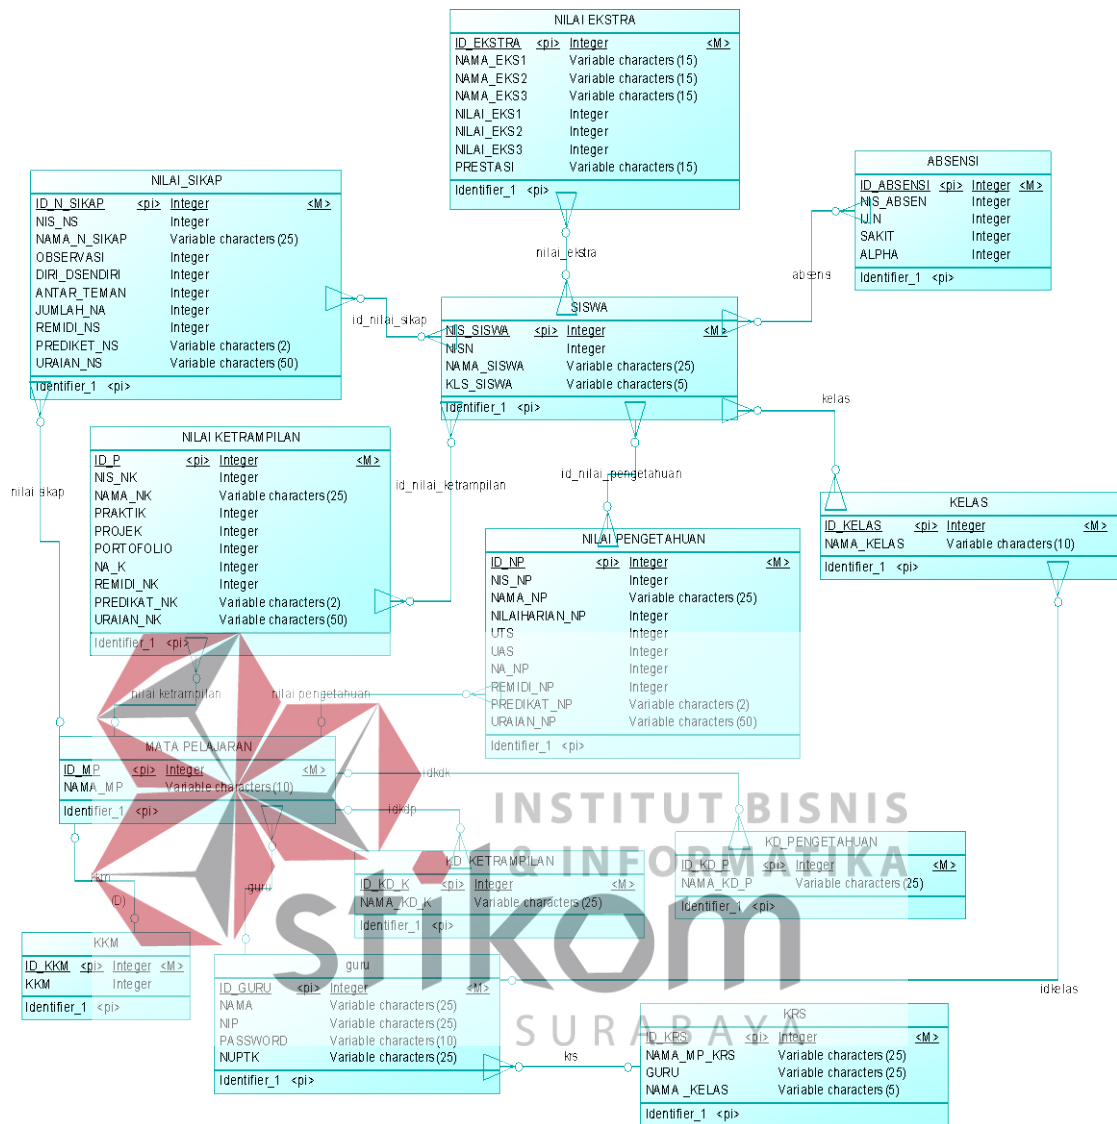 NILAI EKSTRA
ID_EKSTRA <pi> Integer <M>
NAMA_EKS1 Variable characters (15)
NAMA_EKS2 Variable characters (15)
NAMA_EKS3 Variable characters (15)
NILAI_EKS1 Integer
NILAI_EKS2 Integer
NILAI_EKS3 Integer
PRESTASI Variable characters (15)
Identifier_1 <pi>
ABSENSI
ID_ABSENSI <pi> Integer <M>
NIS_ABSEN Integer
IJIN Integer
SAKIT Integer
ALPHA Integer
Identifier_1 <pi>
NILAI_SIKAP
ID_N_SIKAP <pi> Integer <M>
NIS_NS Integer
NAMA_N_SIKAP Variable characters (25)
OBSERVASI Integer
DIRI_DSENDIRI Integer
ANTAR_TEMAN Integer
JUMLAH_NA Integer
REMIDI_NS Integer
PREDIKET_NS Variable characters (2)
URAIAN_NS Variable characters (50)
Identifier_1 <pi>
nilai_ekstra
absensi
id_nilai_sikap
SISWA
NIS_SISWA <pi> Integer <M>
NISN Integer
NAMA_SISWA Variable characters (25)
KLS_SISWA Variable characters (5)
Identifier_1 <pi>
kelas
nilai sikap
id_nilai_ketrampilan
id_nilai_pengetahuan
NILAI KETRAMPILAN
ID_P <pi> Integer <M>
NIS_NK Integer
NAMA_NK Variable characters (25)
PRAKTIK Integer
PROJEK Integer
PORTOFOLIO Integer
NA_K Integer
REMIDI_NK Integer
PREDIKAT_NK Variable characters (2)
URAIAN_NK Variable characters (50)
Identifier_1 <pi>
KELAS
ID_KELAS <pi> Integer <M>
NAMA_KELAS Variable characters (10)
Identifier_1 <pi>
NILAI PENGETAHUAN
ID_NP <pi> Integer <M>
NIS_NP Integer
NAMA_NP Variable characters (25)
NILAIHARIAN_NP Integer
UTS Integer
UAS Integer
NA_NP Integer
REMIDI_NP Integer
PREDIKAT_NP Variable characters (2)
URAIAN_NP Variable characters (50)
Identifier_1 <pi>
nilai ketrampilan
nilai pengetahuan
MATA PELAJARAN
ID_MP <pi> Integer <M>
NAMA_MP Variable characters (10)
Identifier_1 <pi>
idkdk
idkdp
KD_PENGETAHUAN
ID_KD_P <pi> Integer <M>
NAMA_KD_P Variable characters (25)
Identifier_1 <pi>
KD_KETRAMPILAN
ID_KD_K <pi> Integer <M>
NAMA_KD_K Variable characters (25)
Identifier_1 <pi>
kkm
(D)
guru
KKM
ID_KKM <pi> Integer <M>
KKM Integer
Identifier_1 <pi>
guru
ID_GURU <pi> Integer <M>
NAMA Variable characters (25)
NIP Variable characters (25)
PASSWORD Variable characters (10)
NUPTK Variable characters (25)
Identifier_1 <pi>
idkelas
krs
KRS
ID_KRS <pi> Integer <M>
NAMA_MP_KRS Variable characters (25)
GURU Variable characters (25)
NAMA _KELAS Variable characters (5)
Identifier_1 <pi>
INSTITUT BISNIS
& INFORMATIKA
stikom
SURABAYA